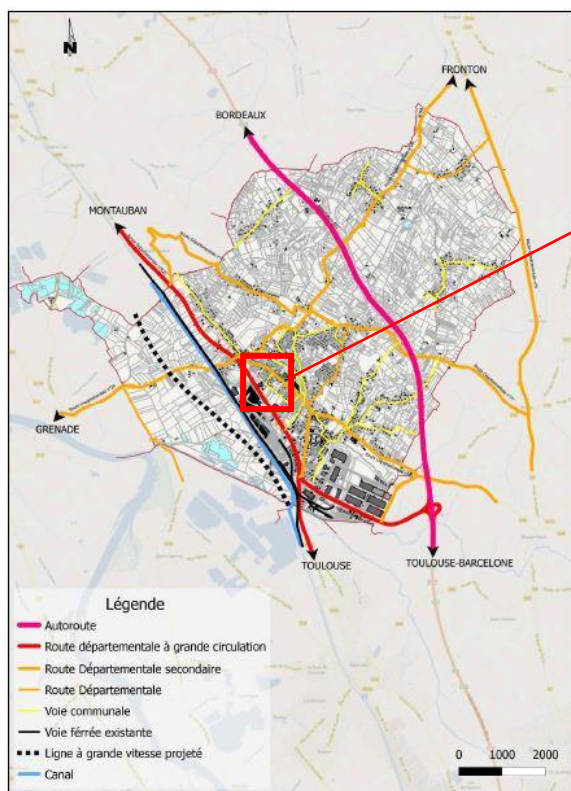 N
FRONTON
BORDEAUX
MONTAUBAN
GRENADE
TOULOUSE
TOULOUSE-BARCELONE
Légende
Autoroute
Route départementale à grande circulation
Route Départementale secondaire
Route Départementale
Voie communale
Voie férrée existante
Ligne à grande vitesse projeté
Canal
0 1000 2000